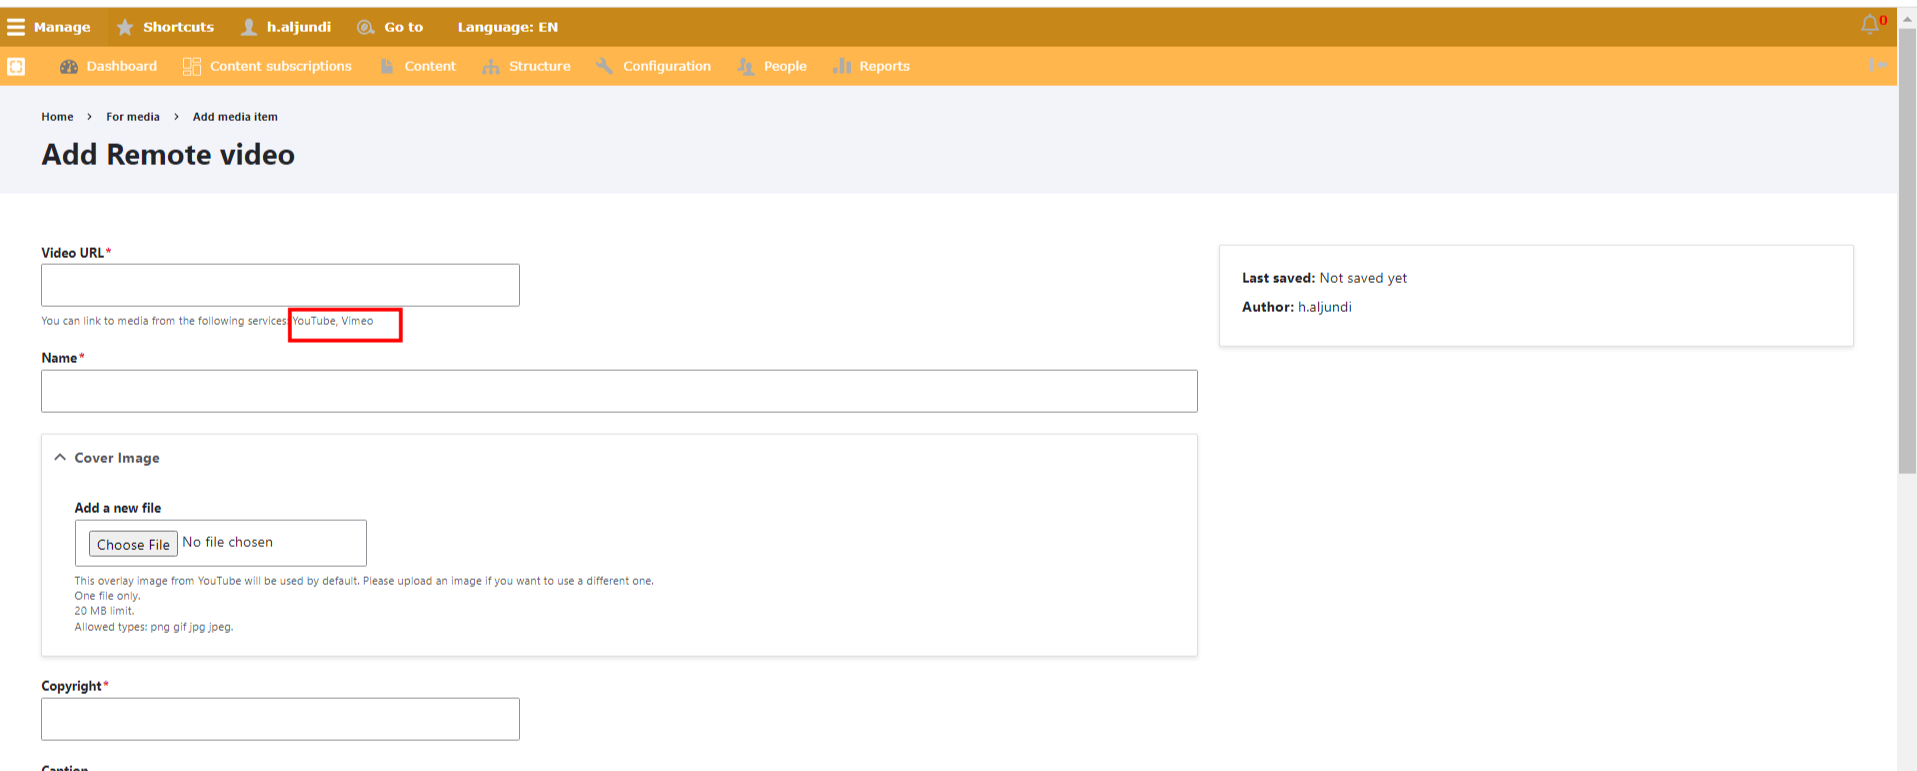 Manage Shortcuts h.aljundi Go to Language: EN 0
Dashboard Content subscriptions Content Structure Configuration People Reports
Home > For media > Add media item
Add Remote video
Video URL*
You can link to media from the following services: YouTube, Vimeo
Last saved: Not saved yet
Author: h.aljundi
Name*
Cover Image
Add a new file
Choose File No file chosen
This overlay image from YouTube will be used by default. Please upload an image if you want to use a different one.
One file only.
20 MB limit.
Allowed types: png gif jpg jpeg.
Copyright*
Caption